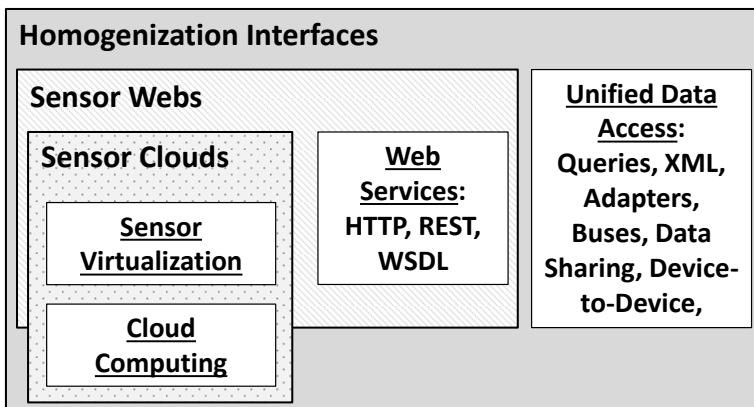 Homogenization Interfaces
Sensor Webs
Sensor Clouds
Sensor
Virtualization
Cloud
Computing
Web
Services:
HTTP, REST,
WSDL
Unified Data
Access:
Queries, XML,
Adapters,
Buses, Data
Sharing, Device-
to-Device,